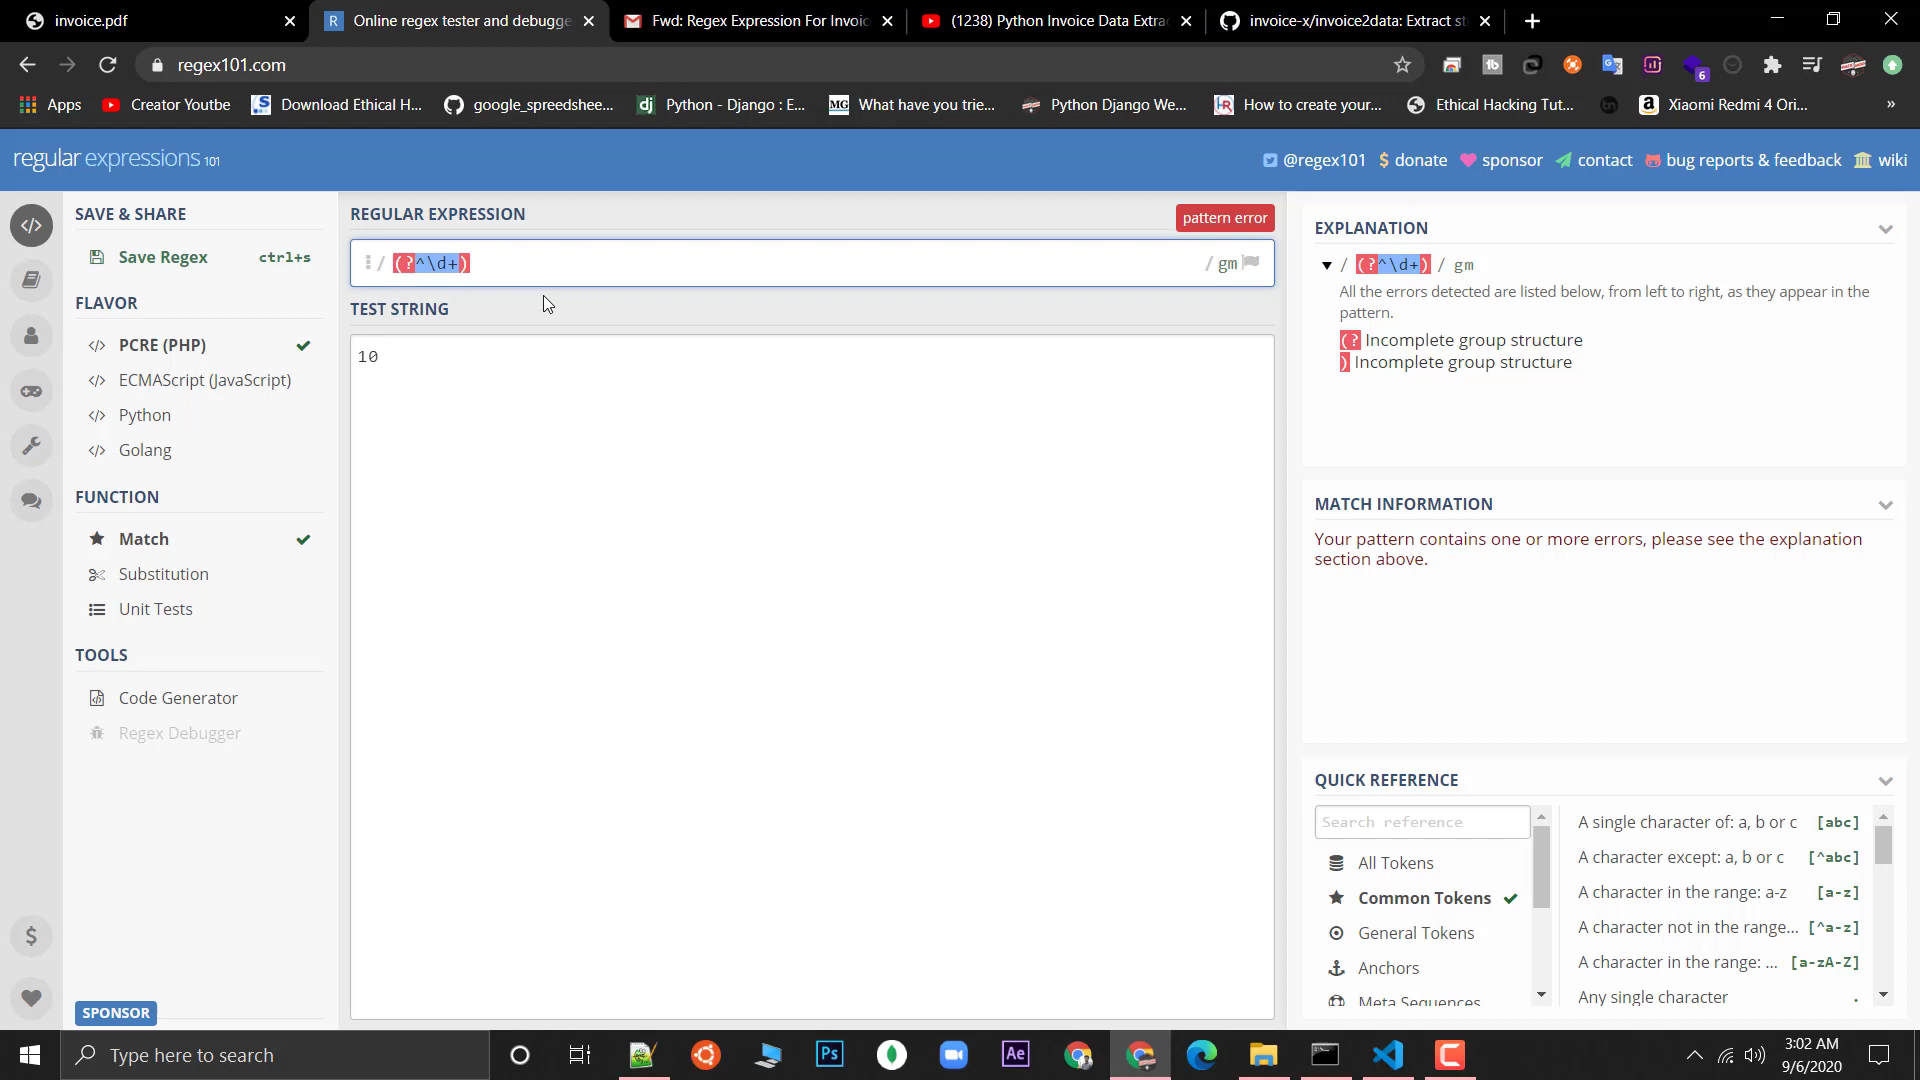 invoice.pdf
Online regex tester and debugge
Fwd: Regex Expression For Invoic
(1238) Python Invoice Data Extra
invoice-x/invoice2data: Extract st
regex101.com
6
Apps
Creator Youtbe
Download Ethical H...
google_spreedshee...
dj
Python - Django : E...
MG
What have you trie...
Python Django We...
How to create your...
Ethical Hacking Tut...
Xiaomi Redmi 4 Ori...
»
regular expressions 101
@regex101
$ donate
sponsor
contact
bug reports & feedback
wiki
SAVE & SHARE
Save Regex ctrl+s
FLAVOR
</> PCRE (PHP)
</> ECMAScript (JavaScript)
</> Python
</> Golang
FUNCTION
Match
Substitution
Unit Tests
TOOLS
Code Generator
Regex Debugger
SPONSOR
REGULAR EXPRESSION
pattern error
/ (?^\d+) / gm
TEST STRING
10
EXPLANATION
/ (?^\d+) / gm
All the errors detected are listed below, from left to right, as they appear in the
pattern.
(? Incomplete group structure
) Incomplete group structure
MATCH INFORMATION
Your pattern contains one or more errors, please see the explanation
section above.
QUICK REFERENCE
Search reference
All Tokens
Common Tokens
General Tokens
Anchors
Meta Sequences
A single character of: a, b or c [abc]
A character except: a, b or c [^abc]
A character in the range: a-z [a-z]
A character not in the range... [^a-z]
A character in the range: ... [a-zA-Z]
Any single character .
Type here to search
Ps
Ae
3:02 AM
9/6/2020